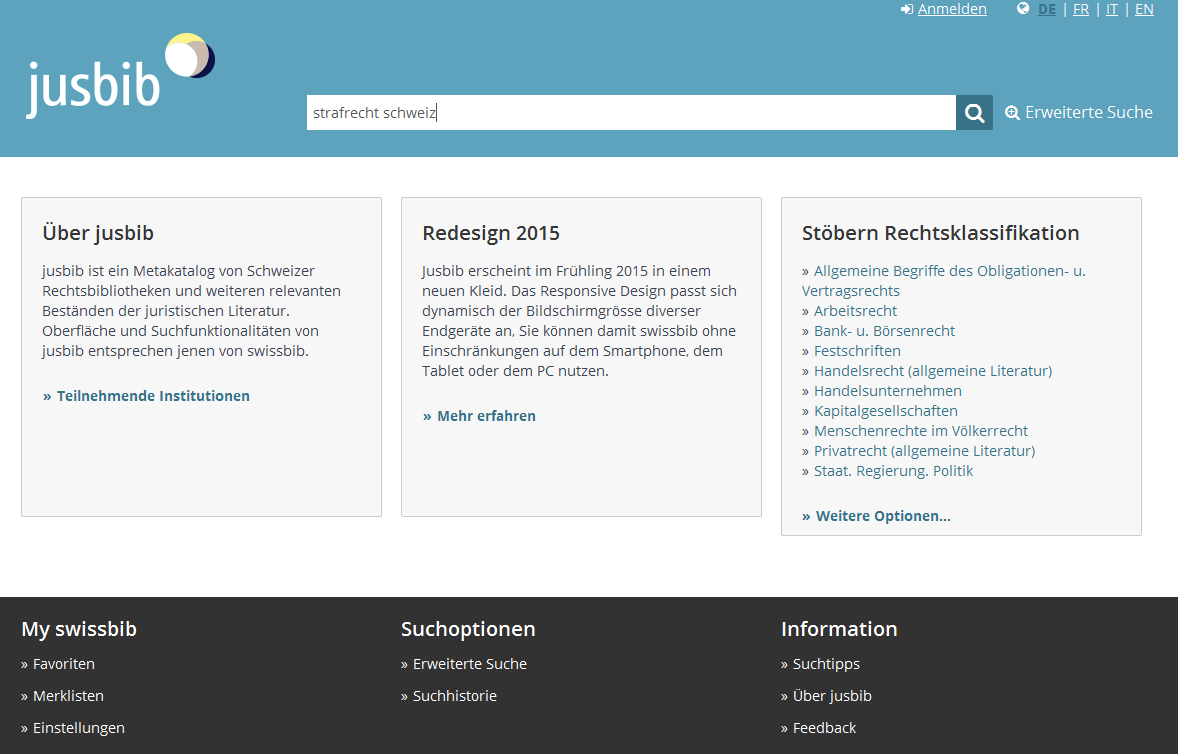 Anmelden DE | FR | IT | EN
jusbib
strafrecht schweiz
Erweiterte Suche
Über jusbib
jusbib ist ein Metakatalog von Schweizer
Rechtsbibliotheken und weiteren relevanten
Beständen der juristischen Literatur.
Oberfläche und Suchfunktionalitäten von
jusbib entsprechen jenen von swissbib.
» Teilnehmende Institutionen
Redesign 2015
Jusbib erscheint im Frühling 2015 in einem
neuen Kleid. Das Responsive Design passt sich
dynamisch der Bildschirmgrösse diverser
Endgeräte an, Sie können damit swissbib ohne
Einschränkungen auf dem Smartphone, dem
Tablet oder dem PC nutzen.
» Mehr erfahren
Stöbern Rechtsklassifikation
» Allgemeine Begriffe des Obligationen- u.
Vertragsrechts
» Arbeitsrecht
» Bank- u. Börsenrecht
» Festschriften
» Handelsrecht (allgemeine Literatur)
» Handelsunternehmen
» Kapitalgesellschaften
» Menschenrechte im Völkerrecht
» Privatrecht (allgemeine Literatur)
» Staat. Regierung. Politik
» Weitere Optionen...
My swissbib
» Favoriten
» Merklisten
» Einstellungen
Suchoptionen
» Erweiterte Suche
» Suchhistorie
Information
» Suchtipps
» Über jusbib
» Feedback